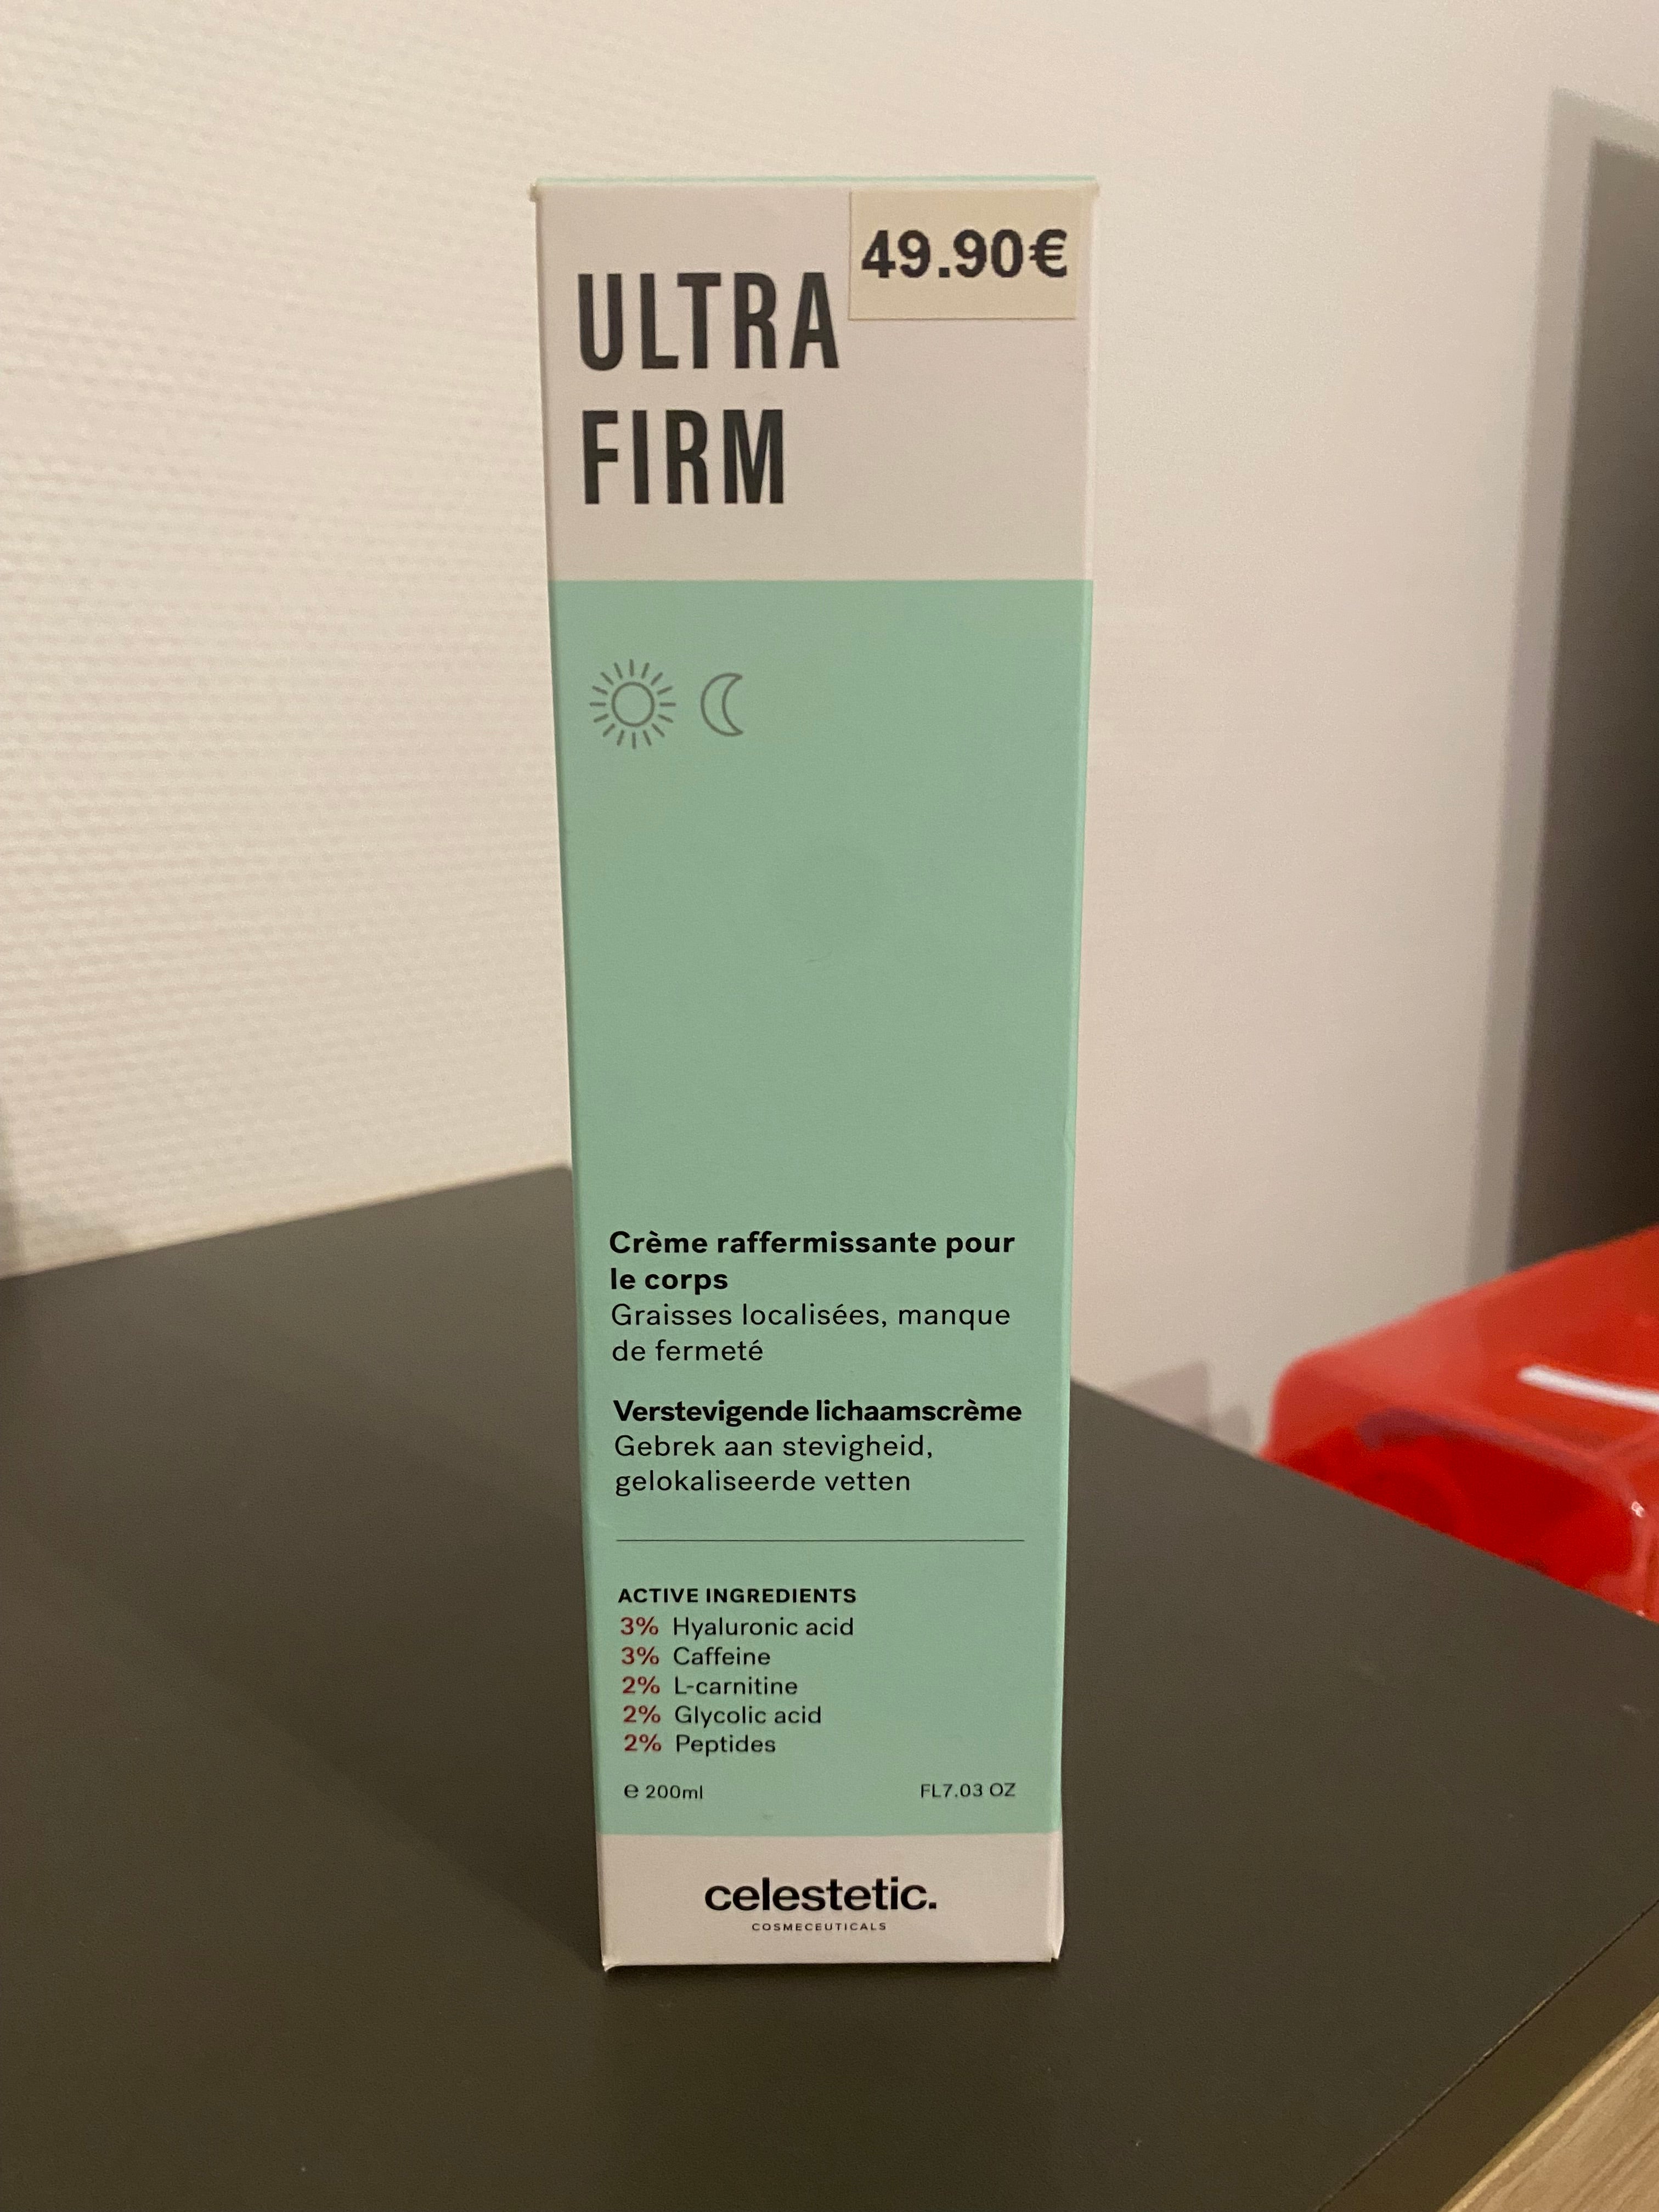 49.90€
ULTRA
FIRM
Crème raffermissante pour
le corps
Graisses localisées, manque
de fermeté
Verstevigende lichaamscrème
Gebrek aan stevigheid,
gelokaliseerde vetten
ACTIVE INGREDIENTS
3% Hyaluronic acid
3% Caffeine
2% L-carnitine
2% Glycolic acid
2% Peptides
℮ 200ml FL7.03 OZ
celestetic.
COSMECEUTICALS